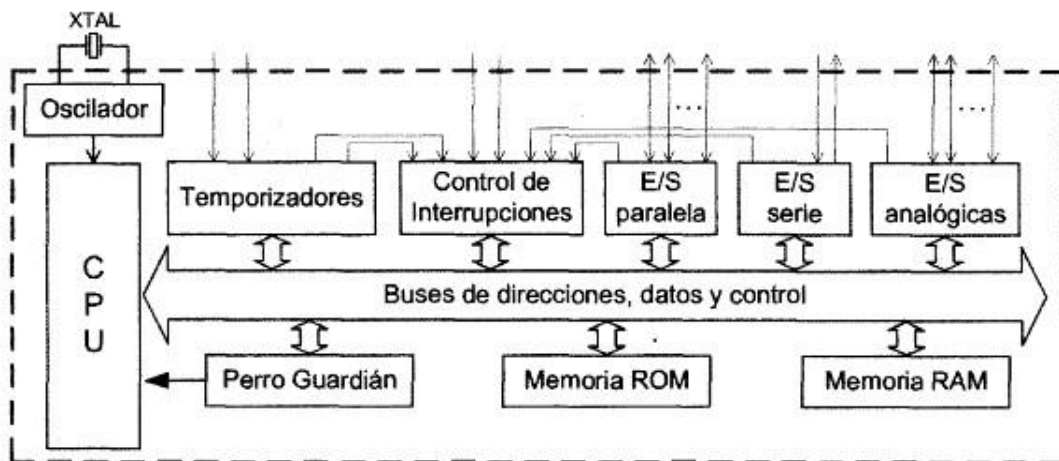 XTAL
Oscilador
Temporizadores
Control de
Interrupciones
E/S
paralela
E/S
serie
E/S
analógicas
C
P
U
Buses de direcciones, datos y control
Perro Guardián
Memoria ROM
Memoria RAM